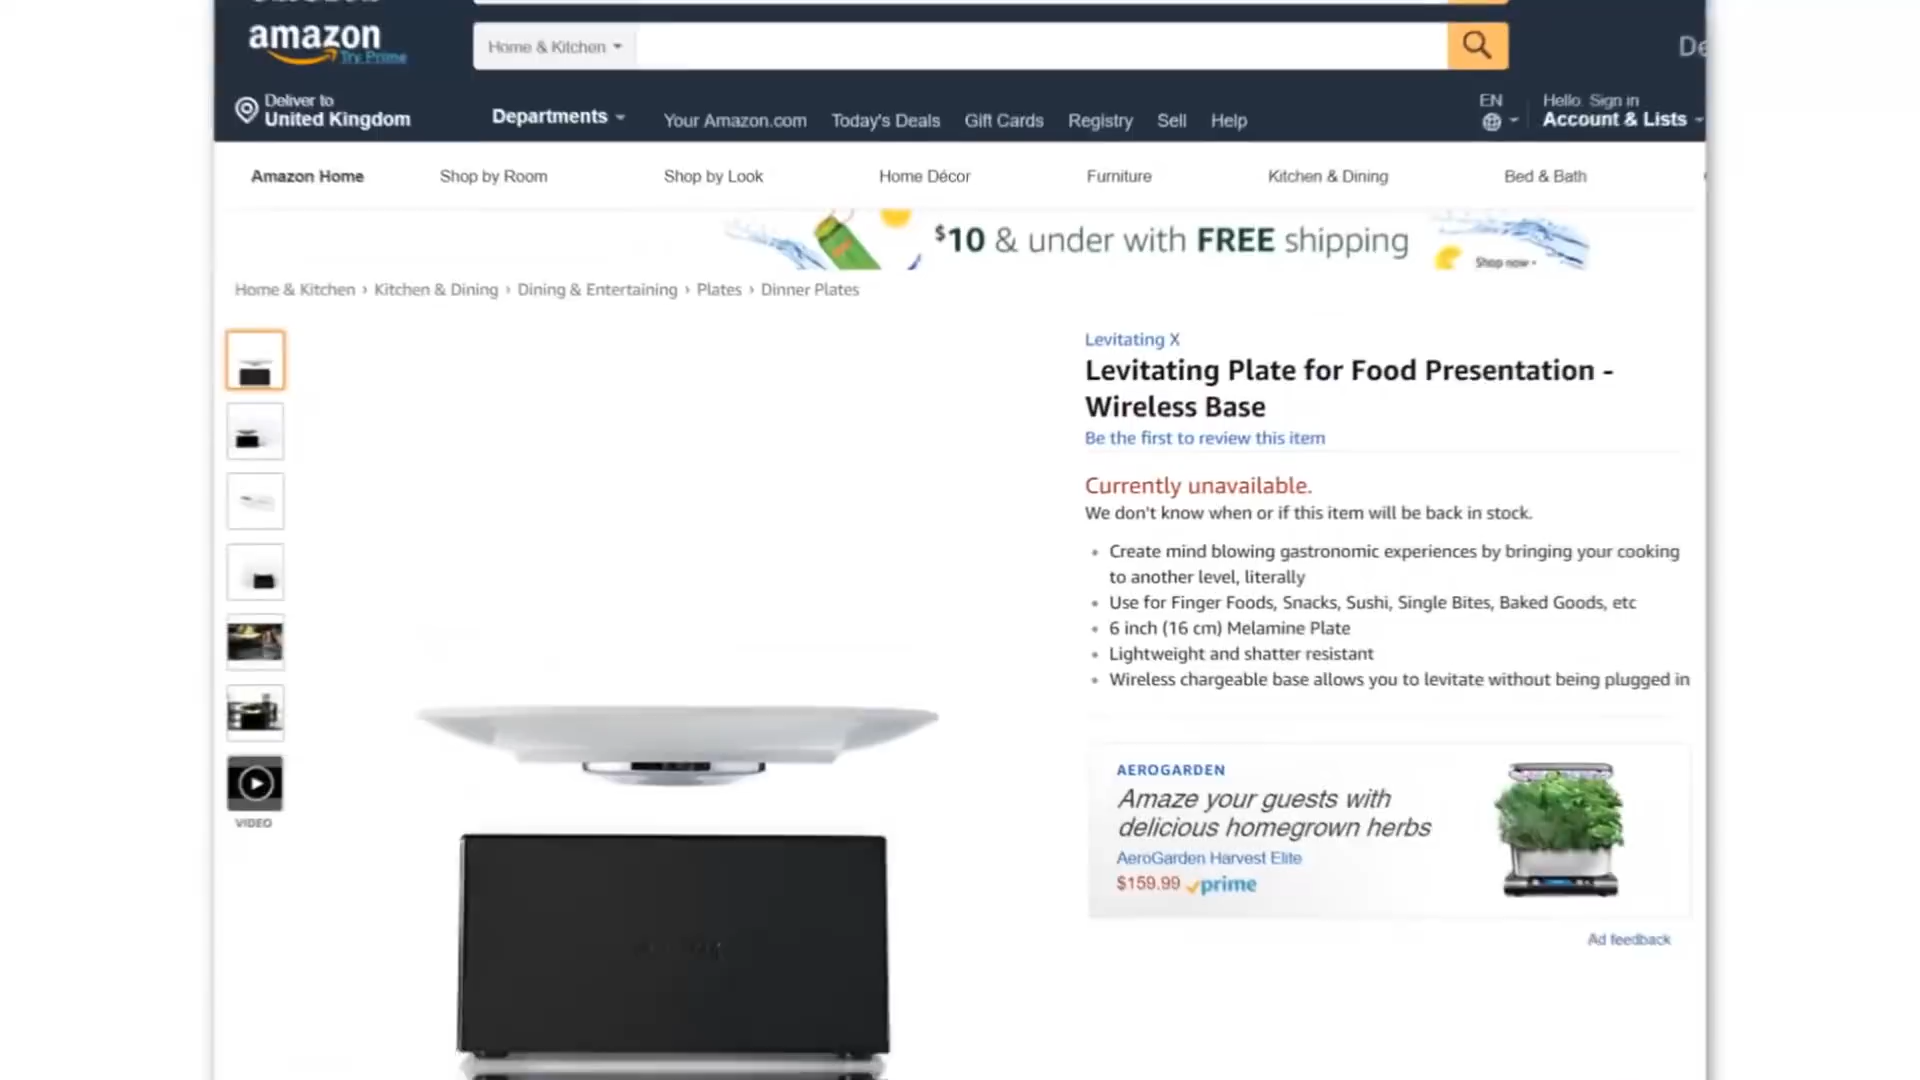 amazon
Try Prime
Home & Kitchen
De
Deliver to
United Kingdom
Departments
Your Amazon.com
Today's Deals
Gift Cards
Registry
Sell
Help
EN
Hello. Sign in
Account & Lists
Amazon Home
Shop by Room
Shop by Look
Home Décor
Furniture
Kitchen & Dining
Bed & Bath
$10 & under with FREE shipping
Shop now ›
Home & Kitchen › Kitchen & Dining › Dining & Entertaining › Plates › Dinner Plates
Levitating X
Levitating Plate for Food Presentation -
Wireless Base
Be the first to review this item
Currently unavailable.
We don't know when or if this item will be back in stock.
• Create mind blowing gastronomic experiences by bringing your cooking
to another level, literally
• Use for Finger Foods, Snacks, Sushi, Single Bites, Baked Goods, etc
• 6 inch (16 cm) Melamine Plate
• Lightweight and shatter resistant
• Wireless chargeable base allows you to levitate without being plugged in
VIDEO
AEROGARDEN
Amaze your guests with
delicious homegrown herbs
AeroGarden Harvest Elite
$159.99 prime
Ad feedback